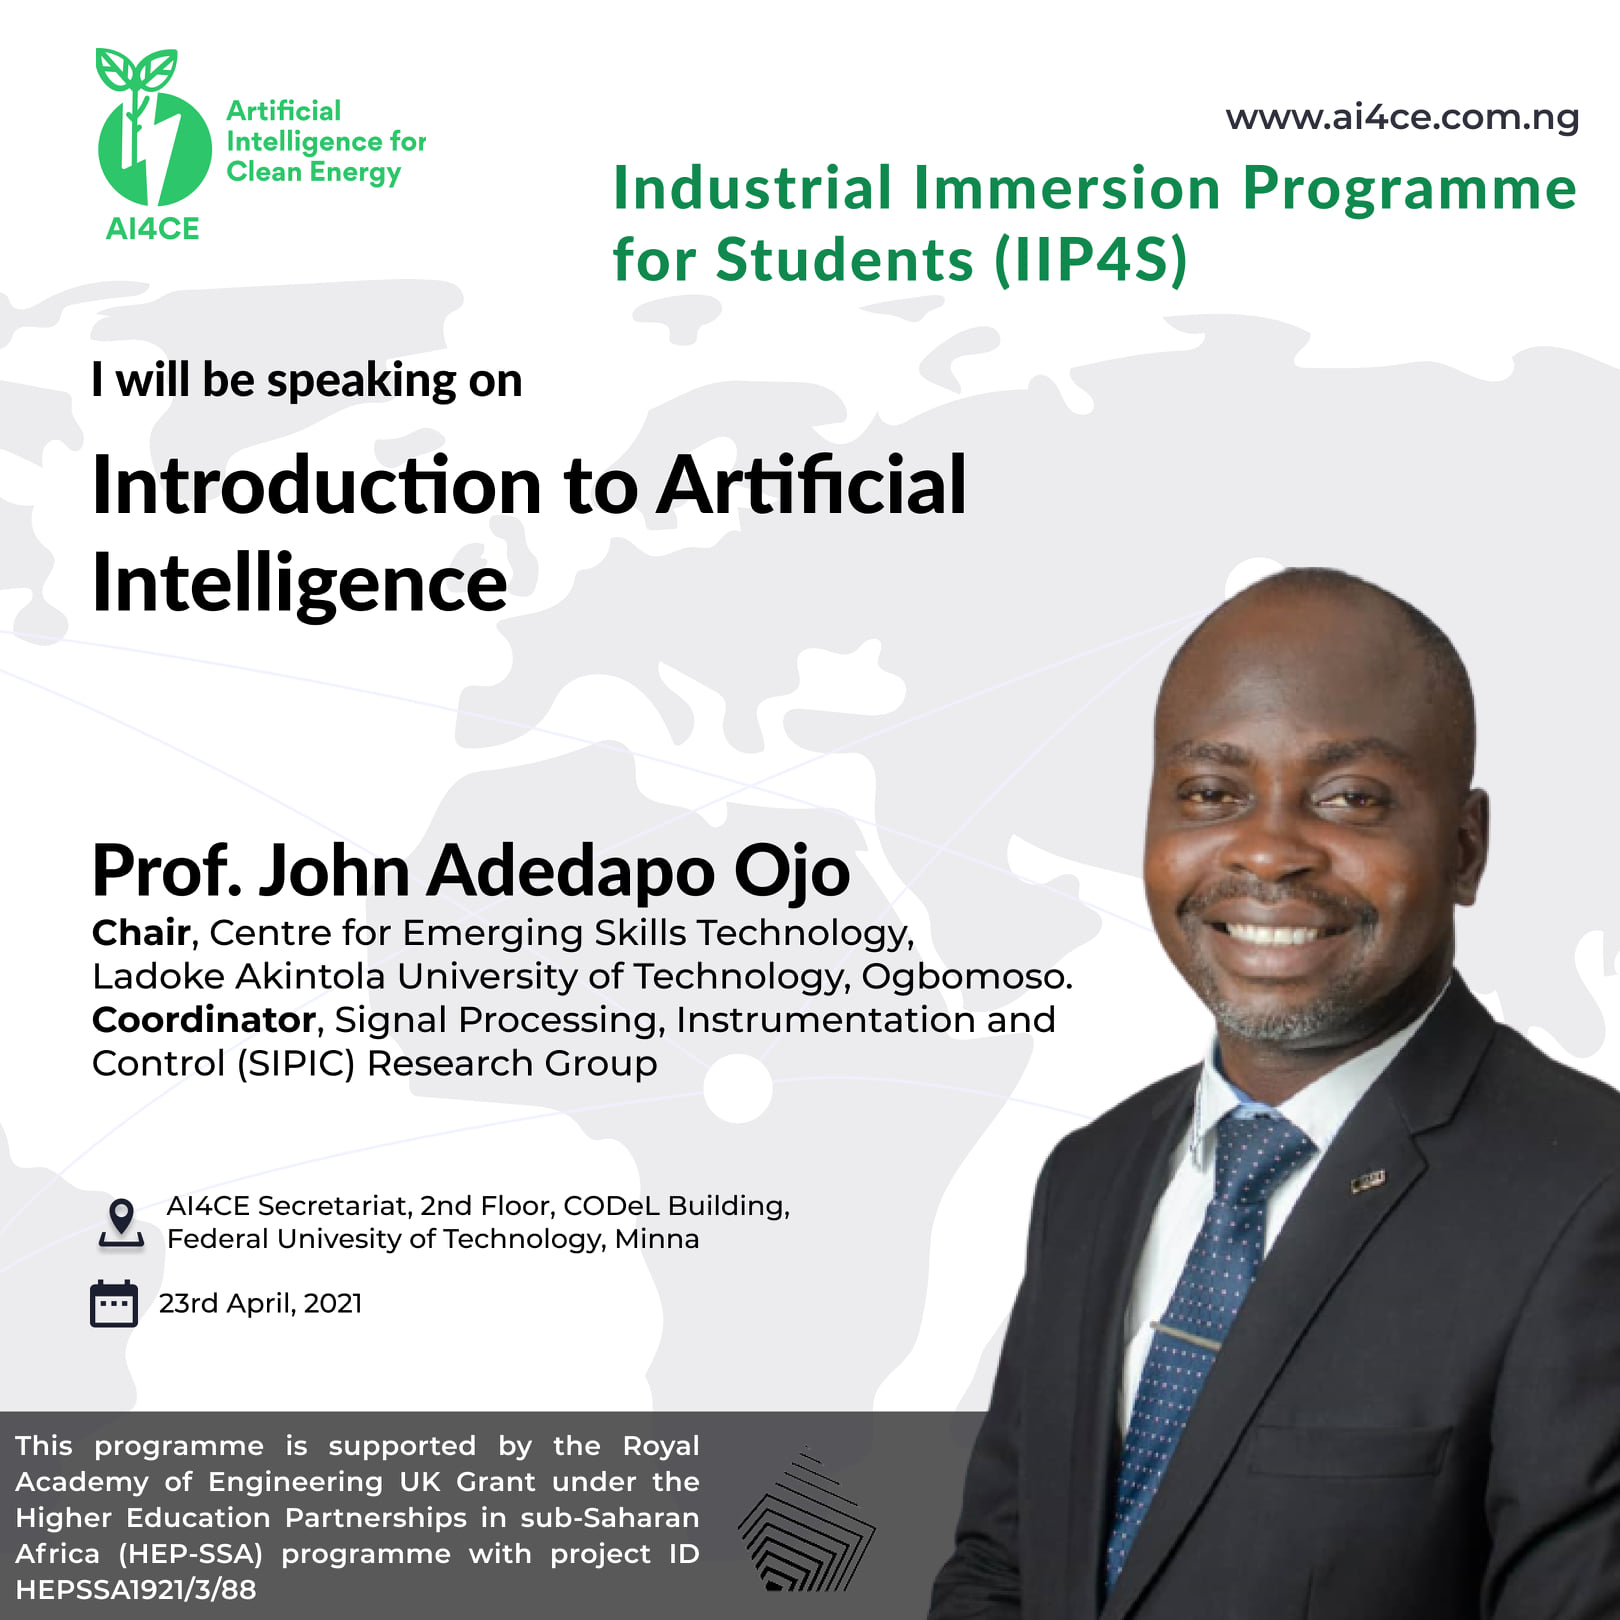 Artificial
Intelligence for
Clean Energy
AI4CE
www.ai4ce.com.ng
Industrial Immersion Programme
for Students (IIP4S)
I will be speaking on
Introduction to Artificial
Intelligence
Prof. John Adedapo Ojo
Chair, Centre for Emerging Skills Technology,
Ladoke Akintola University of Technology, Ogbomoso.
Coordinator, Signal Processing, Instrumentation and
Control (SIPIC) Research Group
AI4CE Secretariat, 2nd Floor, CODeL Building,
Federal Univesity of Technology, Minna
23rd April, 2021
This programme is supported by the Royal
Academy of Engineering UK Grant under the
Higher Education Partnerships in sub-Saharan
Africa (HEP-SSA) programme with project ID
HEPSSA1921/3/88